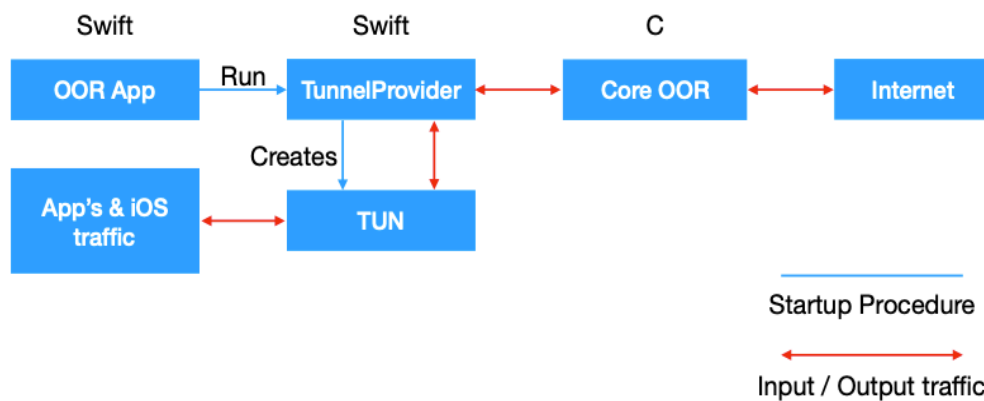 Swift
Swift
C
OOR App
Run
TunnelProvider
Core OOR
Internet
Creates
App's & iOS
traffic
TUN
Startup Procedure
Input / Output traffic